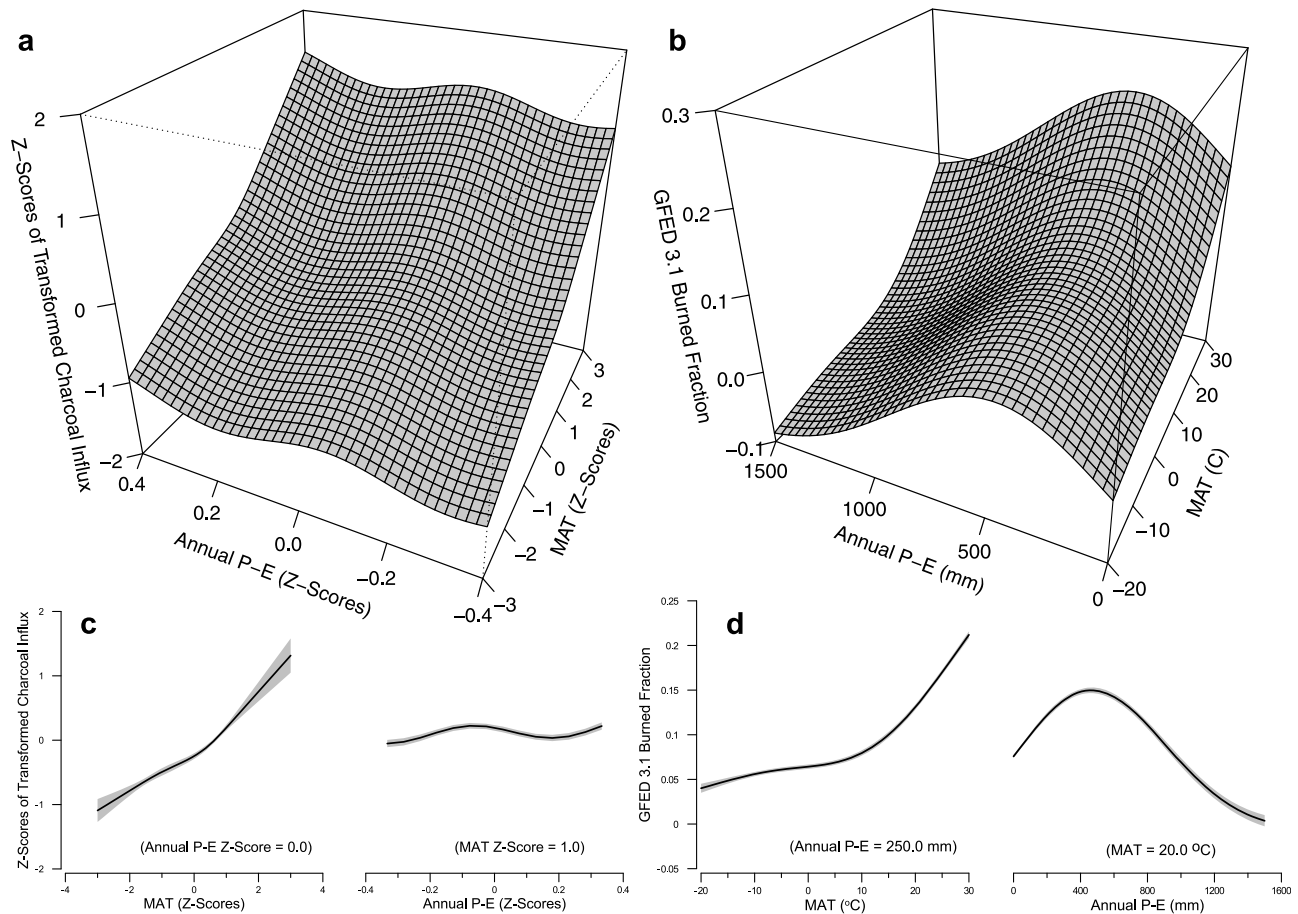 a
Z−Scores of Transformed Charcoal Influx
2
1
0
−1
−2
0.4
0.2
0.0
−0.2
−0.4
Annual P−E (Z−Scores)
−3
−2
−1
0
1
2
3
MAT (Z−Scores)
b
GFED 3.1 Burned Fraction
0.3
0.2
0.1
0.0
−0.1
1500
1000
500
0
Annual P−E (mm)
−20
−10
0
10
20
30
MAT (C)
c
Z-Scores of Transformed Charcoal Influx
2
1
0
-1
-2
(Annual P-E Z-Score = 0.0)
-4 -2 0 2 4
MAT (Z-Scores)
(MAT Z-Score = 1.0)
-0.4 -0.2 0 0.2 0.4
Annual P-E (Z-Scores)
d
GFED 3.1 Burned Fraction
0.25
0.2
0.15
0.1
0.05
0
-0.05
(Annual P-E = 250.0 mm)
-20 -10 0 10 20 30
MAT (°C)
(MAT = 20.0 °C)
0 400 800 1200 1600
Annual P-E (mm)